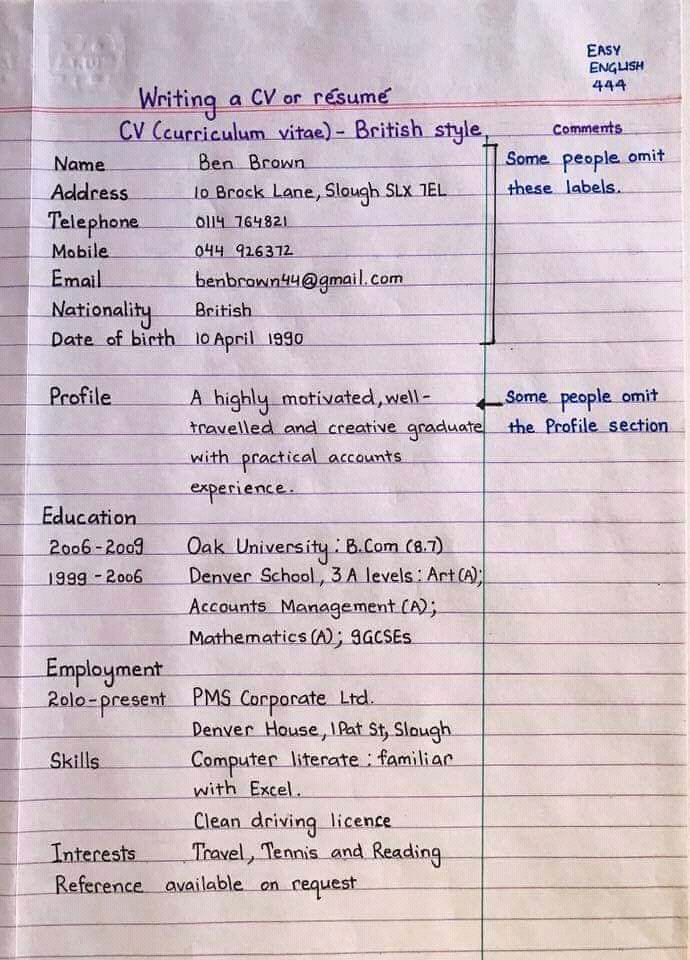 EASY
ENGLISH
444
Writing a CV or résumé
CV (curriculum vitae) - British style
Comments
Name Ben Brown
Some people omit
Address 10 Brock Lane, Slough SLX 7EL
these labels.
Telephone 0114 764821
Mobile 044 926372
Email benbrown44@gmail.com
Nationality British
Date of birth 10 April 1990
Profile A highly motivated, well-
Some people omit
travelled and creative graduate
the Profile section
with practical accounts
experience.
Education
2006-2009 Oak University : B.Com (8.7)
1999-2006 Denver School, 3 A levels : Art (A);
Accounts Management (A);
Mathematics (A); 9GCSEs
Employment
2010-present PMS Corporate Ltd.
Denver House, 1 Pat St, Slough
Skills Computer literate : familiar
with Excel.
Clean driving licence
Interests Travel, Tennis and Reading
Reference available on request